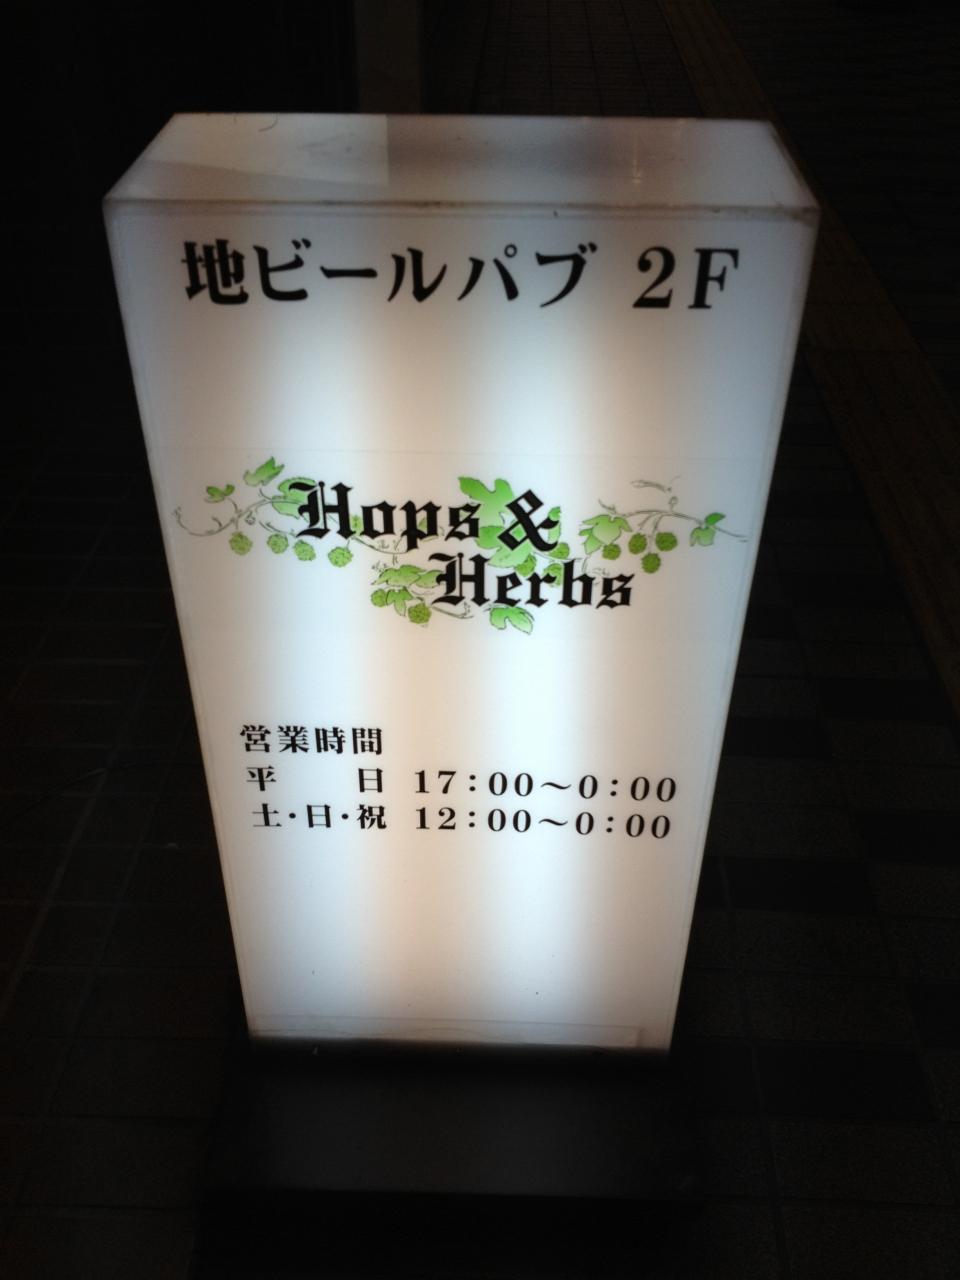 地ビールパブ 2F
Hops &
Herbs
営業時間
平　　日 17：00～0：00
土・日・祝 12：00～0：00